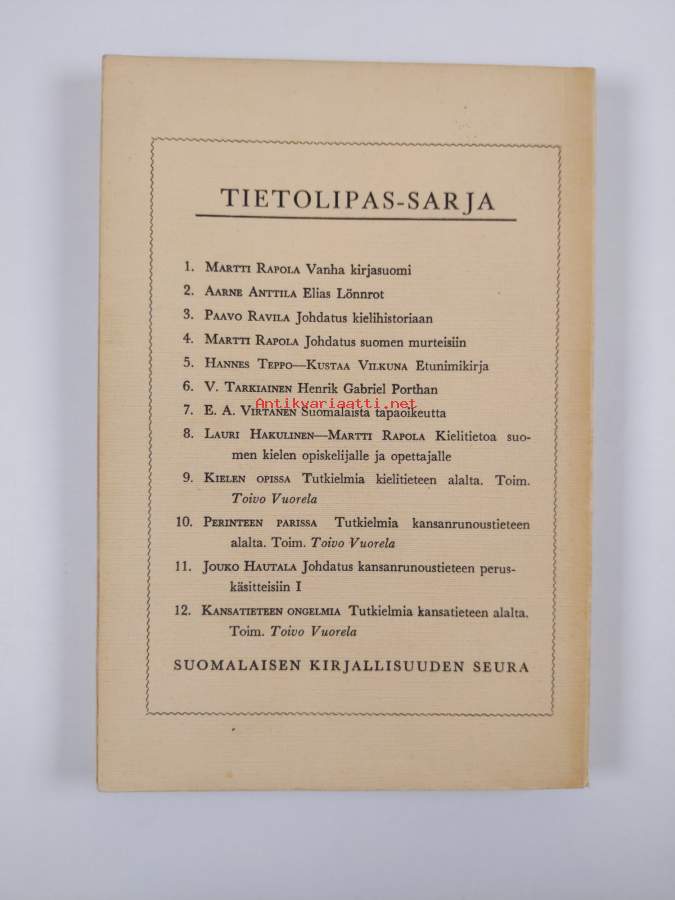 TIETOLIPAS-SARJA
1. MARTTI RAPOLA Vanha kirjasuomi
2. AARNE ANTTILA Elias Lönnrot
3. PAAVO RAVILA Johdatus kielihistoriaan
4. MARTTI RAPOLA Johdatus suomen murteisiin
5. HANNES TEPPO—KUSTAA VILKUNA Etunimikirja
6. V. TARKIAINEN Henrik Gabriel Porthan
Antikvariaatti.net
7. E. A. VIRTANEN Suomalaista tapaoikeutta
8. LAURI HAKULINEN—MARTTI RAPOLA Kielitietoa suo-
men kielen opiskelijalle ja opettajalle
9. KIELEN OPISSA Tutkielmia kielitieteen alalta. Toim.
Toivo Vuorela
10. PERINTEEN PARISSA Tutkielmia kansanrunoustieteen
alalta. Toim. Toivo Vuorela
11. JOUKO HAUTALA Johdatus kansanrunoustieteen perus-
käsitteisiin I
12. KANSATIETEEN ONGELMIA Tutkielmia kansatieteen alalta.
Toim. Toivo Vuorela
SUOMALAISEN KIRJALLISUUDEN SEURA